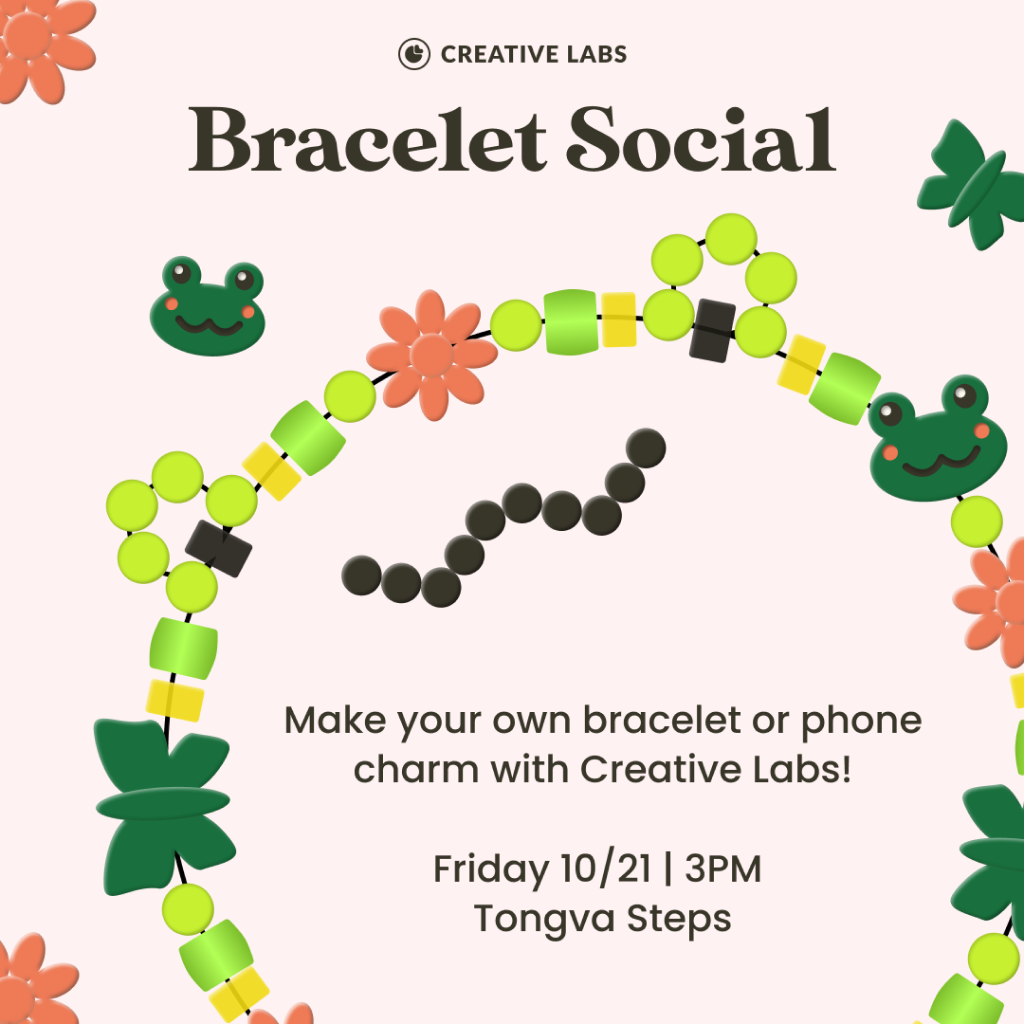 CREATIVE LABS
Bracelet Social
Make your own bracelet or phone
charm with Creative Labs!
Friday 10/21 | 3PM
Tongva Steps